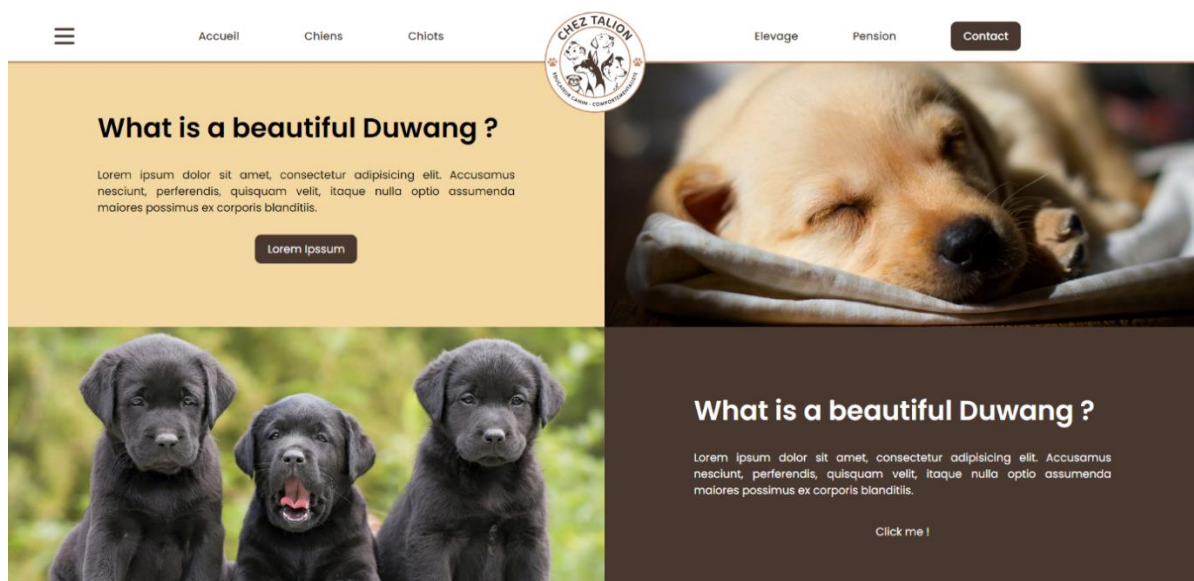 Accueil
Chiens
Chiots
CHEZ TALION
EDUCATEUR CANIN - COMPORTEMENTALISTE
Elevage
Pension
Contact
What is a beautiful Duwang ?
Lorem ipsum dolor sit amet, consectetur adipisicing elit. Accusamus
nesciunt, perferendis, quisquam velit, itaque nulla optio assumenda
maiores possimus ex corporis blanditiis.
Lorem Ipssum
What is a beautiful Duwang ?
Lorem ipsum dolor sit amet, consectetur adipisicing elit. Accusamus
nesciunt, perferendis, quisquam velit, itaque nulla optio assumenda
maiores possimus ex corporis blanditiis.
Click me !